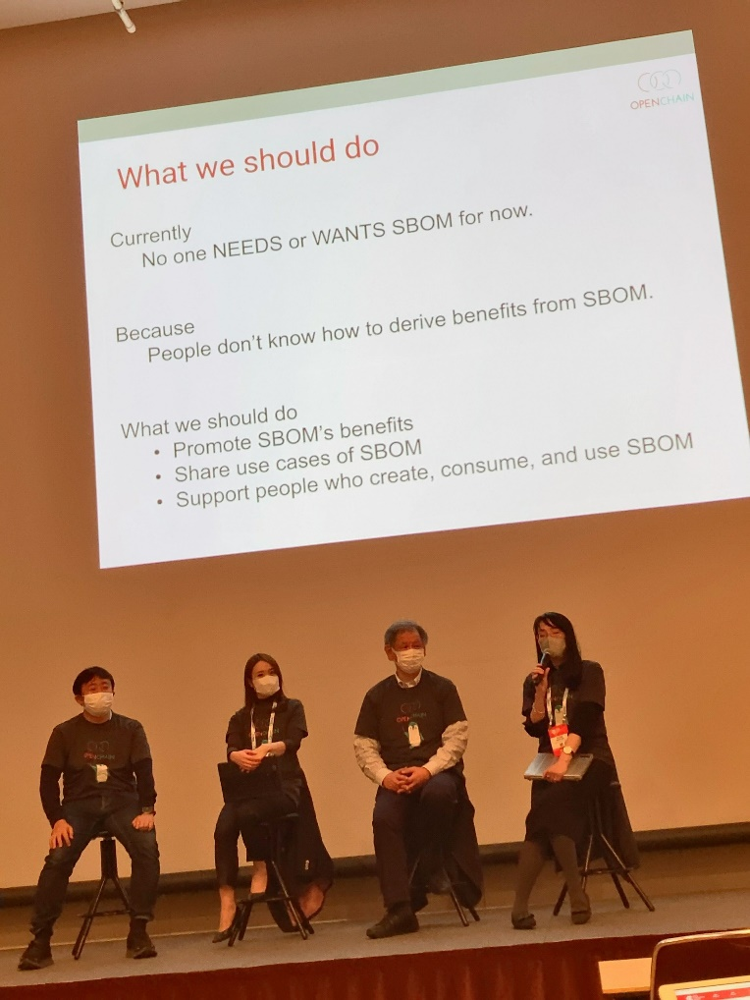 OPENCHAIN
What we should do
Currently
No one NEEDS or WANTS SBOM for now.
Because
People don't know how to derive benefits from SBOM.
What we should do
• Promote SBOM's benefits
• Share use cases of SBOM
• Support people who create, consume, and use SBOM
OPENCHAIN
OPENCHAIN